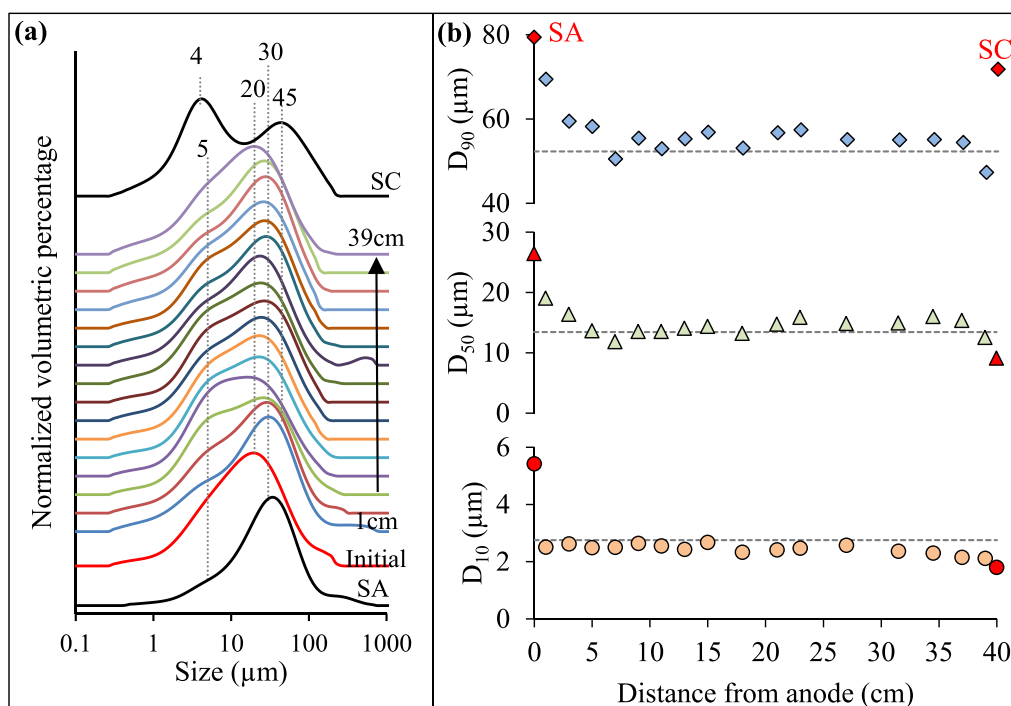 (a)
4
30
20
45
5
SC
39cm
1cm
Initial
SA
Normalized volumetric percentage
0.1 1 10 100 1000
Size (µm)
(b)
SA
SC
80
60
40
D90 (µm)
30
20
10
0
D50 (µm)
6
4
2
0
D10 (µm)
0 5 10 15 20 25 30 35 40
Distance from anode (cm)